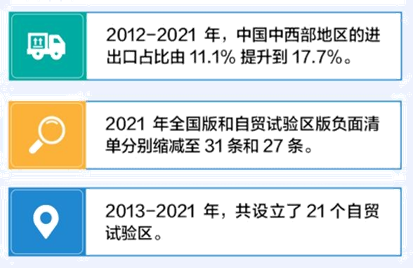 2012-2021 年，中国中西部地区的进
出口占比由 11.1% 提升到 17.7%。
2021 年全国版和自贸试验区版负面清
单分别缩减至 31 条和 27 条。
2013-2021 年，共设立了 21 个自贸
试验区。